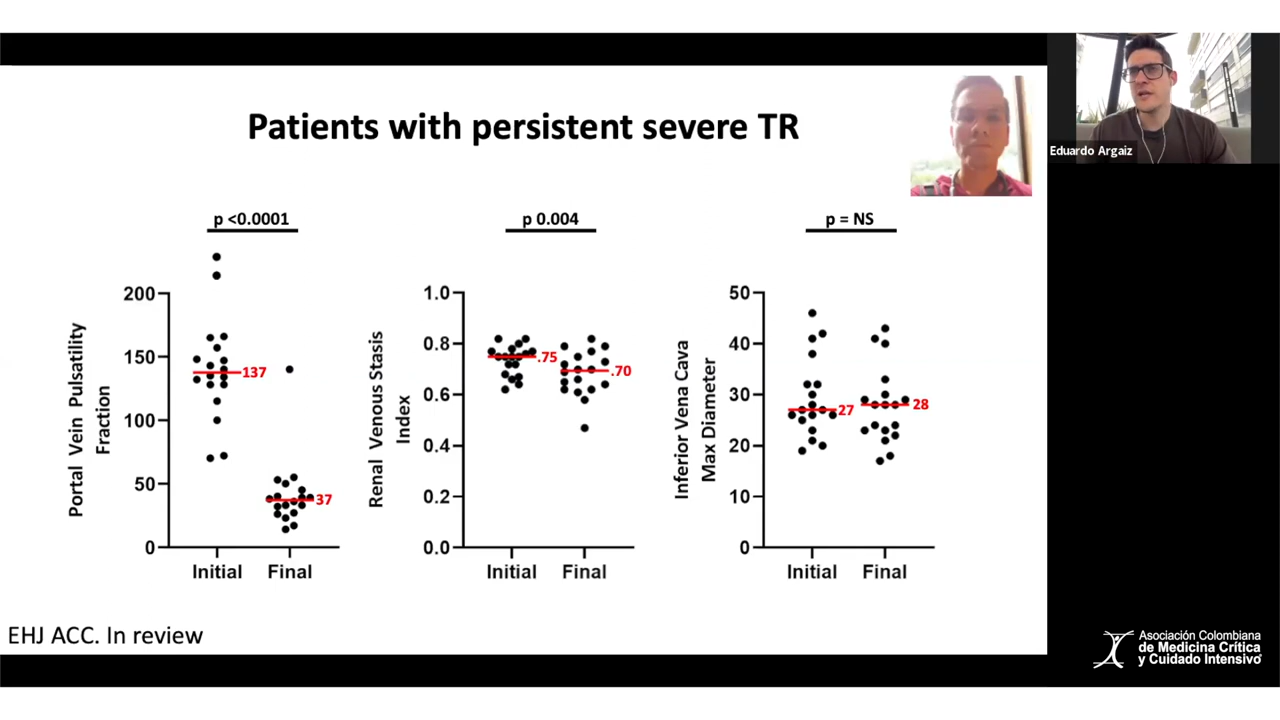 Patients with persistent severe TR
Eduardo Argaiz
p <0.0001
p 0.004
p = NS
Portal Vein Pulsatility
Fraction
200
150
100
50
0
137
37
Initial
Final
Renal Venous Stasis
Index
1.0
0.8
0.6
0.4
0.2
0.0
.75
.70
Initial
Final
Inferior Vena Cava
Max Diameter
50
40
30
20
10
0
27
28
Initial
Final
EHJ ACC. In review
Asociación Colombiana
de Medicina Crítica
y Cuidado Intensivo